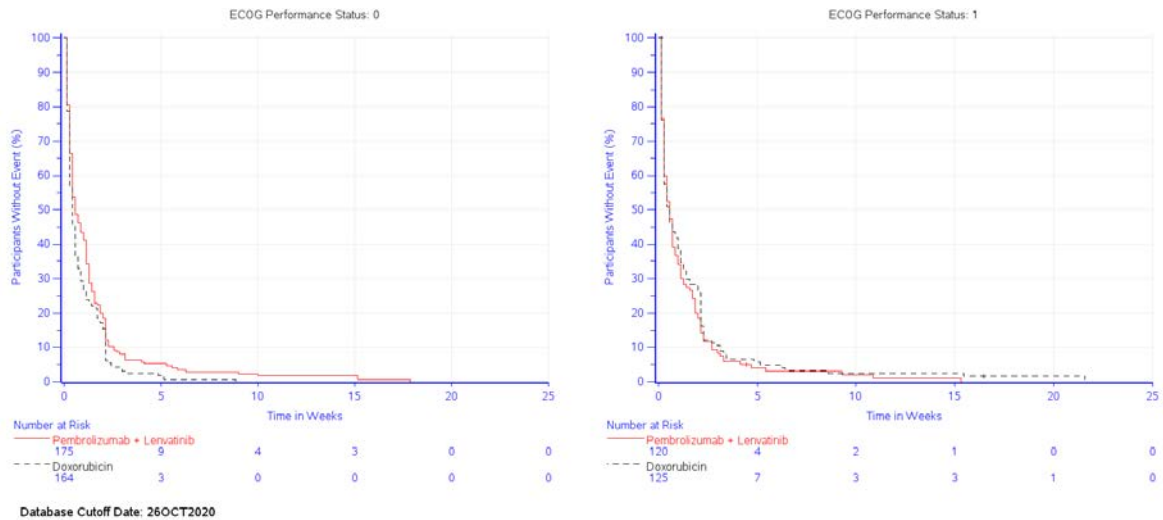 ECOG Performance Status: 0
100
90
80
70
60
50
40
30
20
10
0
Participants Without Event (%)
0 5 10 15 20 25
Time in Weeks
Number at Risk
Pembrolizumab + Lenvatinib
175 9 4 3 0 0
Doxorubicin
164 3 0 0 0 0
ECOG Performance Status: 1
100
90
80
70
60
50
40
30
20
10
0
Participants Without Event (%)
0 5 10 15 20 25
Time in Weeks
Number at Risk
Pembrolizumab + Lenvatinib
120 4 2 1 0 0
Doxorubicin
125 7 3 3 1 0
Database Cutoff Date: 26OCT2020